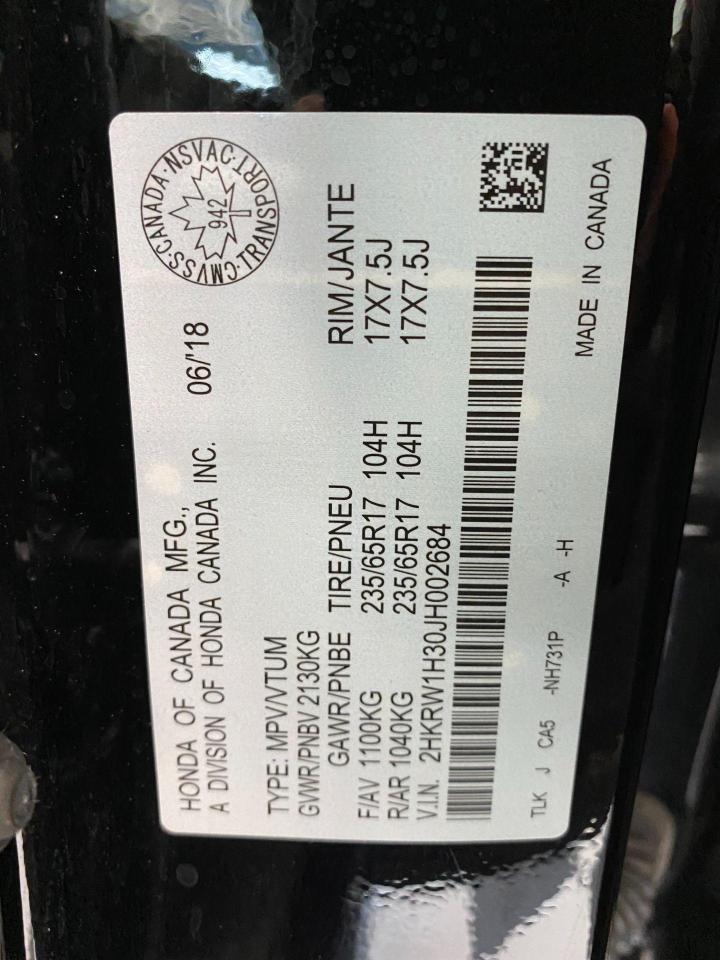 HONDA OF CANADA MFG.,
A DIVISION OF HONDA CANADA INC. 06/'18
CMVSS·CANADA·NSVAC·TRANSPORT·
942
TYPE: MPV/VTUM
GVWR/PNBV 2130KG
GAWR/PNBE TIRE/PNEU RIM/JANTE
F/AV 1100KG 235/65R17 104H 17X7.5J
R/AR 1040KG 235/65R17 104H 17X7.5J
V.I.N. 2HKRW1H30JH002684
TLK J CA5 -NH731P -A -H
MADE IN CANADA